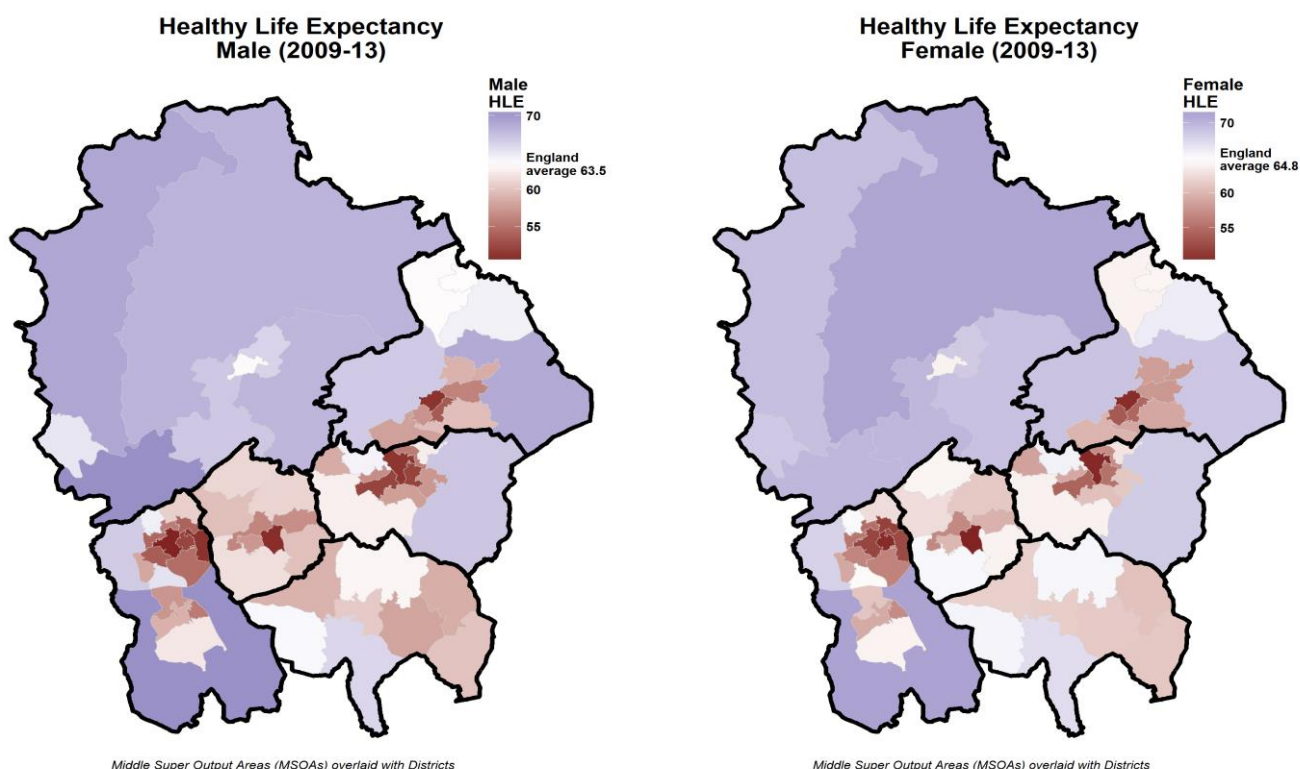 Healthy Life Expectancy
Male (2009-13)
Male
HLE
70
England
average 63.5
60
55
Middle Super Output Areas (MSOAs) overlaid with Districts
Healthy Life Expectancy
Female (2009-13)
Female
HLE
70
England
average 64.8
60
55
Middle Super Output Areas (MSOAs) overlaid with Districts